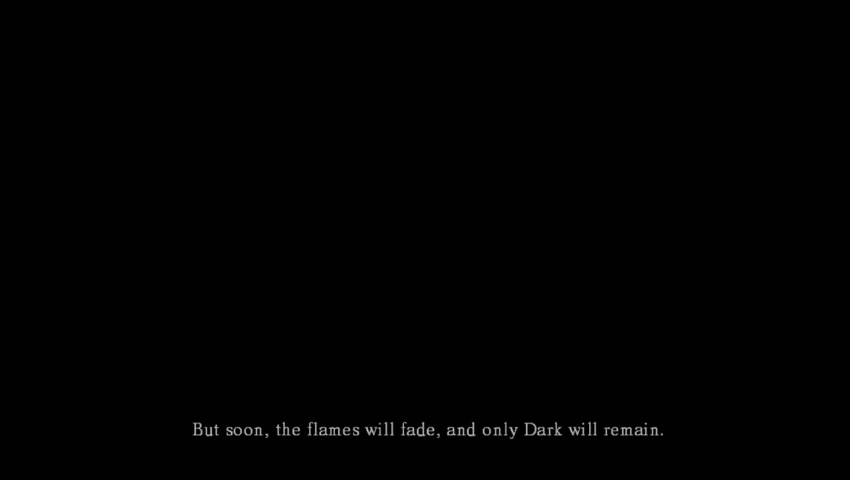 But soon, the flames will fade, and only Dark will remain.